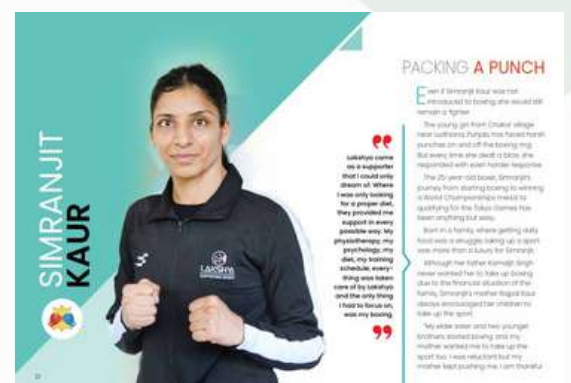 SIMRANJIT
KAUR
LAKSHYA
Lakshya came
as a supporter
that I could only
dream of. Where
I was only looking
for a proper diet,
they provided me
support in every
possible way. My
physiotherapy, my
psychology, my
diet, my training
schedule, every-
thing was taken
care of by Lakshya
and the only thing
I had to focus on,
was my boxing.
PACKING A PUNCH
Even if Simranjit Kaur was not
introduced to boxing, she would still
remain a fighter.
The young girl from Chakar village
near Ludhiana, Punjab, has faced harsh
punches on and off the boxing ring.
But every time she dealt a blow, she
responded with even harder response.
The 25-year-old boxer, Simranjit's
journey from starting boxing to winning
a World Championships medal to
qualifying for the Tokyo Games has
been anything but easy.
Born in a family, where getting daily
food was a struggle, taking up a sport
was more than a luxury for Simranjit.
Although her father Kamaljit Singh
never wanted her to take up boxing
due to the financial situation of the
family, Simranjit's mother Rajpal Kaur
always encouraged her children to
take up the sport.
"My elder sister and two younger
brothers started boxing and my
mother wanted me to take up the
sport too. I was reluctant but my
mother kept pushing me. I am thankful